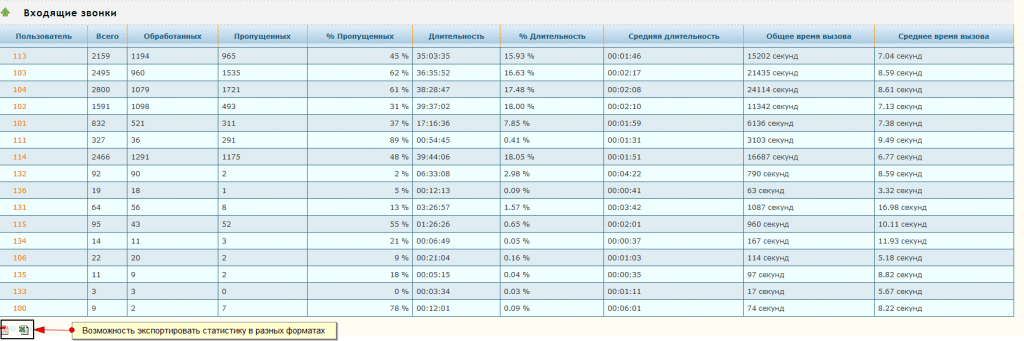 Входящие звонки
Пользователь Всего Обработанных Пропущенных % Пропущенных Длительность % Длительность Средняя длительность Общее время вызова Среднее время вызова
113 2159 1194 965 45 % 35:03:35 15.93 % 00:01:46 15202 секунд 7.04 секунд
103 2495 960 1535 62 % 36:35:52 16.63 % 00:02:17 21435 секунд 8.59 секунд
104 2800 1079 1721 61 % 38:28:47 17.48 % 00:02:08 24114 секунд 8.61 секунд
102 1591 1098 493 31 % 39:37:02 18.00 % 00:02:10 11342 секунд 7.13 секунд
101 832 521 311 37 % 17:16:36 7.85 % 00:01:59 6136 секунд 7.38 секунд
111 327 36 291 89 % 00:54:45 0.41 % 00:01:31 3103 секунд 9.49 секунд
114 2466 1291 1175 48 % 39:44:06 18.05 % 00:01:51 16687 секунд 6.77 секунд
132 92 90 2 2 % 06:33:08 2.98 % 00:04:22 790 секунд 8.59 секунд
136 19 18 1 5 % 00:12:13 0.09 % 00:00:41 63 секунд 3.32 секунд
131 64 56 8 13 % 03:26:57 1.57 % 00:03:42 1087 секунд 16.98 секунд
115 95 43 52 55 % 01:26:26 0.65 % 00:02:01 960 секунд 10.11 секунд
134 14 11 3 21 % 00:06:49 0.05 % 00:00:37 167 секунд 11.93 секунд
106 22 20 2 9 % 00:21:04 0.16 % 00:01:03 114 секунд 5.18 секунд
135 11 9 2 18 % 00:05:15 0.04 % 00:00:35 97 секунд 8.82 секунд
133 3 3 0 0 % 00:03:34 0.03 % 00:01:11 17 секунд 5.67 секунд
100 9 2 7 78 % 00:12:01 0.09 % 00:06:01 74 секунд 8.22 секунд
Возможность экспортировать статистику в разных форматах